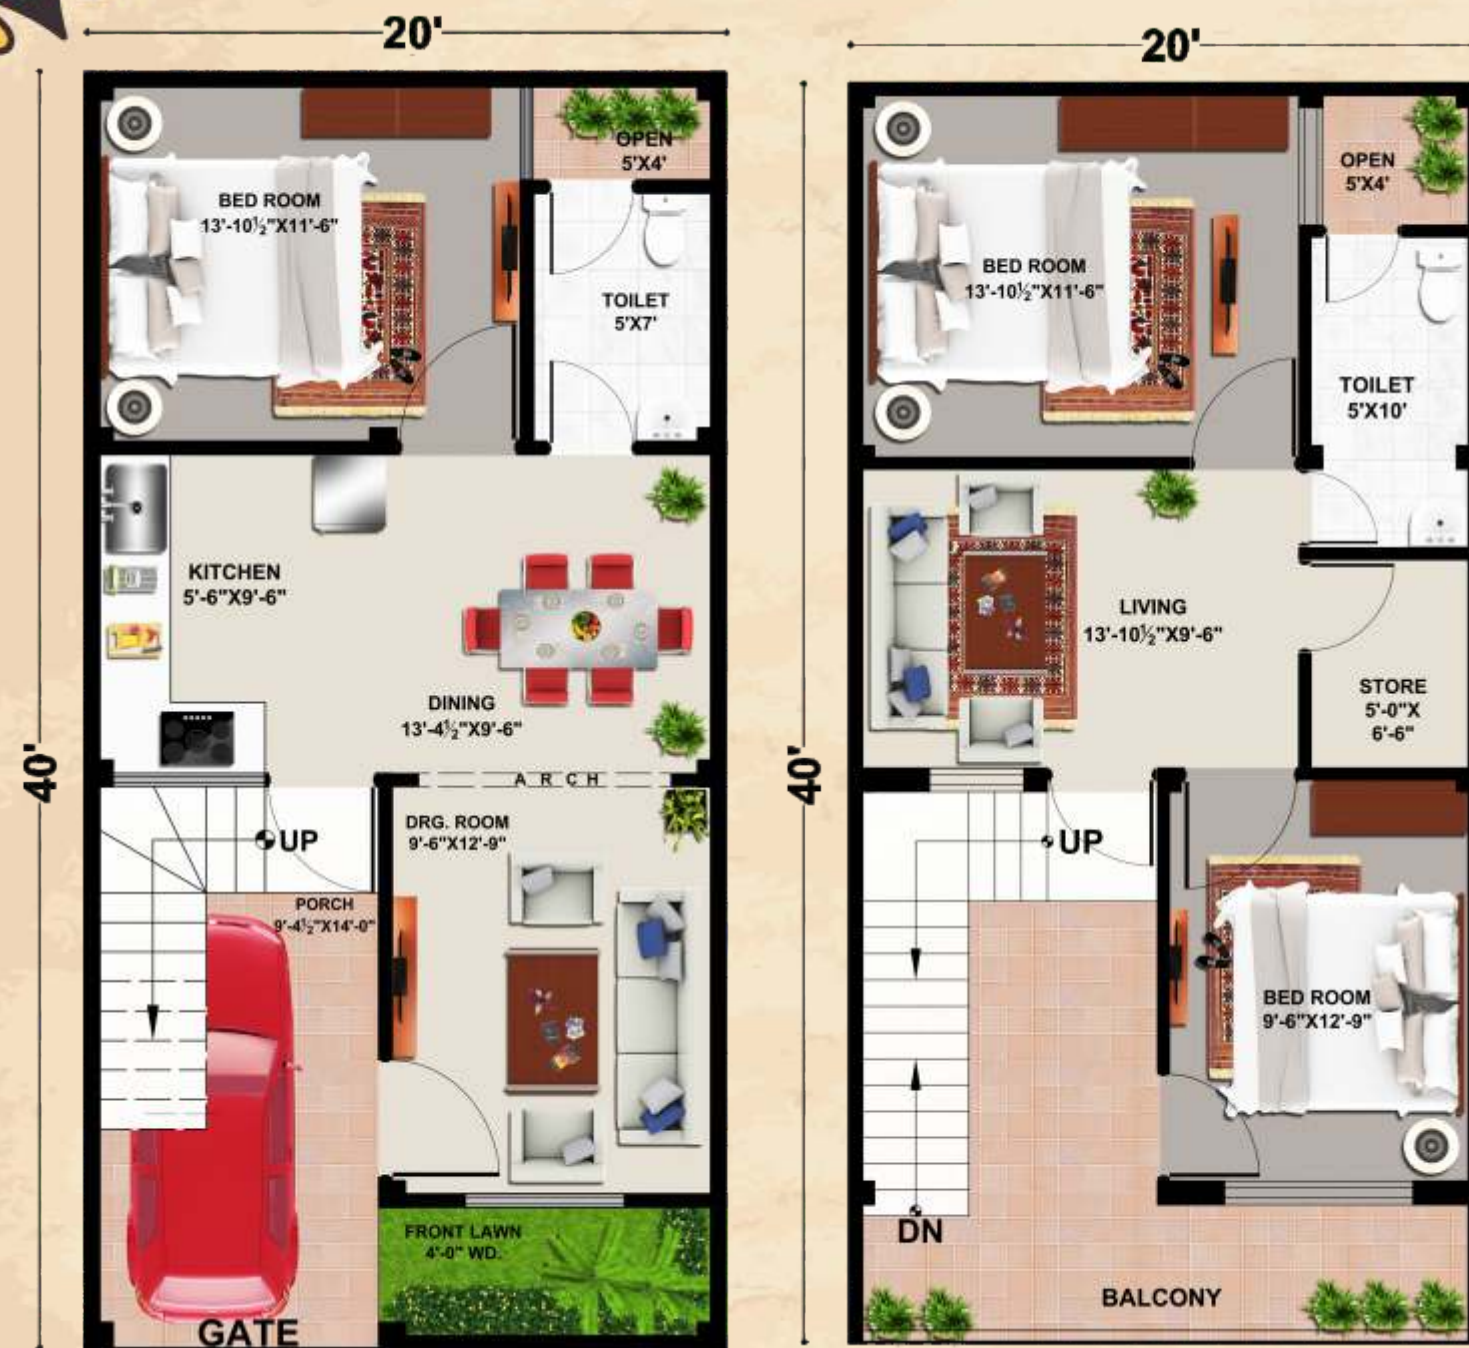 20'
40'
OPEN
5'X4'
BED ROOM
13'-10½"X11'-6"
TOILET
5'X7'
KITCHEN
5'-6"X9'-6"
DINING
13'-4½"X9'-6"
A R C H
DRG. ROOM
9'-6"X12'-9"
UP
PORCH
9'-4½"X14'-0"
FRONT LAWN
4'-0" WD.
GATE
20'
40'
OPEN
5'X4'
BED ROOM
13'-10½"X11'-6"
TOILET
5'X10'
LIVING
13'-10½"X9'-6"
STORE
5'-0"X
6'-6"
UP
BED ROOM
9'-6"X12'-9"
DN
BALCONY